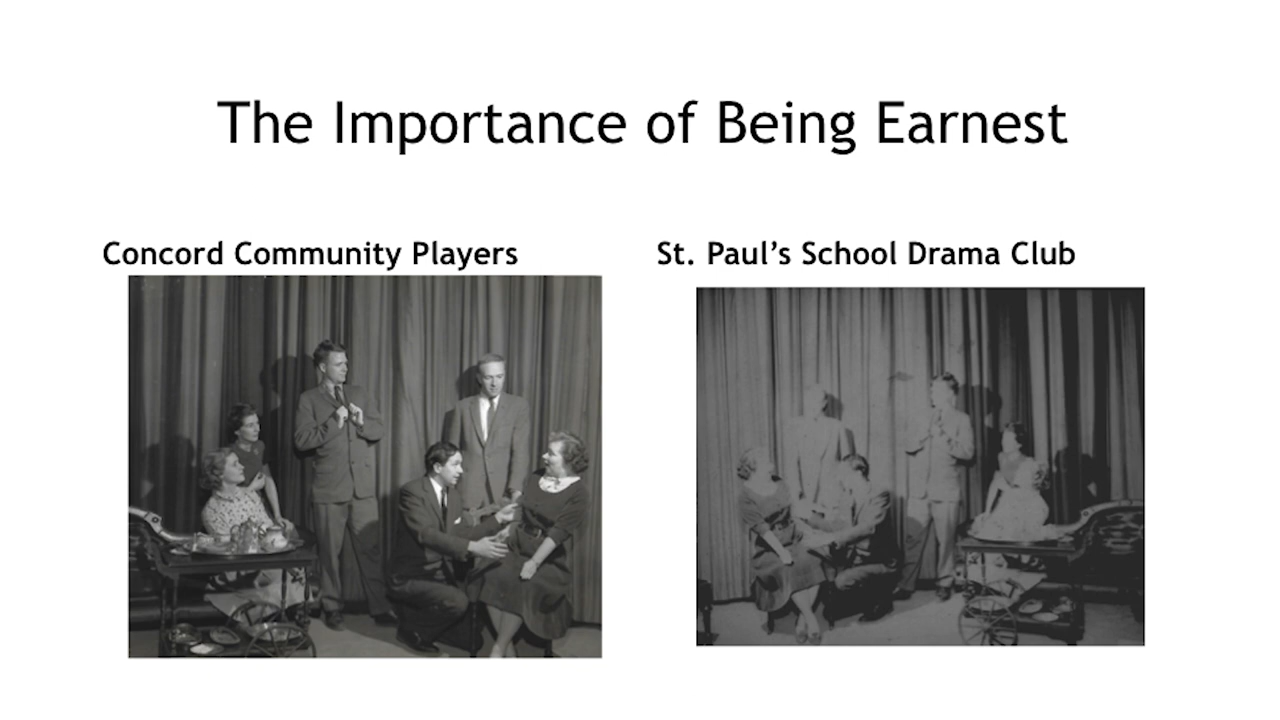 The Importance of Being Earnest
Concord Community Players
St. Paul’s School Drama Club